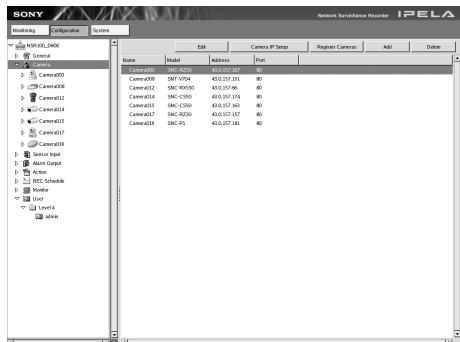 SONY
Network Surveillance Recorder IPELA
Monitoring Configuration System
NSR100_D60E
General
Camera
Camera003
Camera008
Camera012
Camera014
Camera015
Camera017
Camera019
Sensor Input
Alarm Output
Action
REC Schedule
Monitor
User
Level 4
admin
Edit Camera IP Setup Register Cameras Add Delete
Name Model Address Port
Camera003 SNC-RZ50 43.0.157.167 80
Camera008 SNT-V704 43.0.157.151 80
Camera012 SNC-RX550 43.0.157.66 80
Camera014 SNC-CS50 43.0.157.174 80
Camera015 SNC-CS50 43.0.157.163 80
Camera017 SNC-RZ30 43.0.157.157 80
Camera019 SNC-P1 43.0.157.181 80